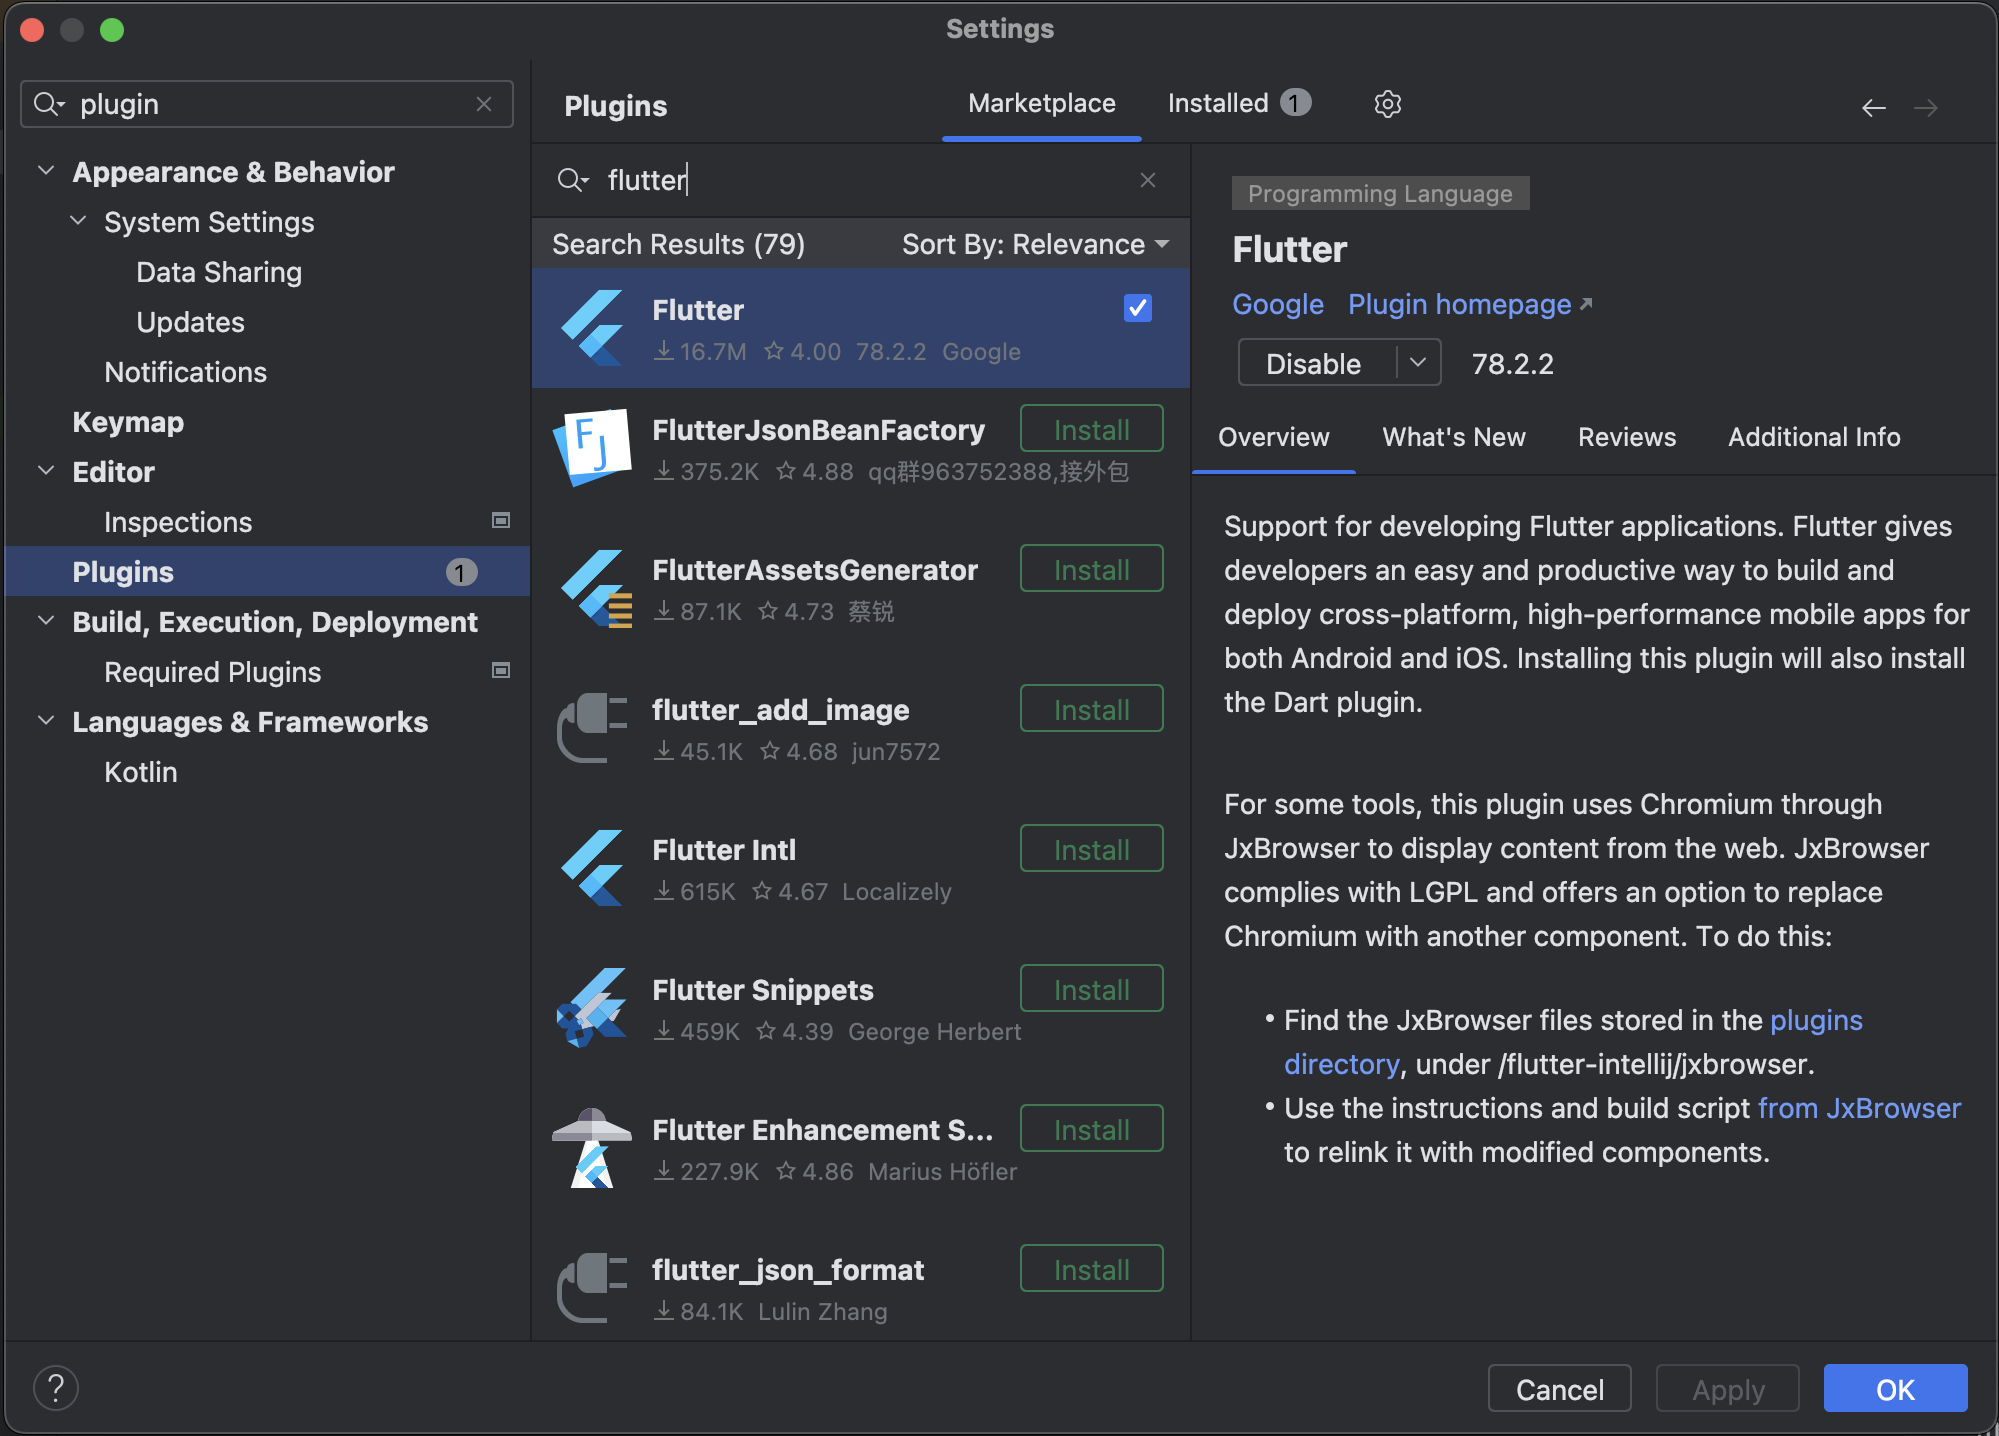 Settings
plugin
Appearance & Behavior
System Settings
Data Sharing
Updates
Notifications
Keymap
Editor
Inspections
Plugins 1
Build, Execution, Deployment
Required Plugins
Languages & Frameworks
Kotlin
Plugins
Marketplace
Installed 1
flutter
Search Results (79) Sort By: Relevance
Flutter
16.7M 4.00 78.2.2 Google
FlutterJsonBeanFactory Install
375.2K 4.88 qq群963752388,接外包
FlutterAssetsGenerator Install
87.1K 4.73 蔡锐
flutter_add_image Install
45.1K 4.68 jun7572
Flutter Intl Install
615K 4.67 Localizely
Flutter Snippets Install
459K 4.39 George Herbert
Flutter Enhancement S... Install
227.9K 4.86 Marius Höfler
flutter_json_format Install
84.1K Lulin Zhang
Programming Language
Flutter
Google Plugin homepage
Disable 78.2.2
Overview What's New Reviews Additional Info
Support for developing Flutter applications. Flutter gives
developers an easy and productive way to build and
deploy cross-platform, high-performance mobile apps for
both Android and iOS. Installing this plugin will also install
the Dart plugin.
For some tools, this plugin uses Chromium through
JxBrowser to display content from the web. JxBrowser
complies with LGPL and offers an option to replace
Chromium with another component. To do this:
• Find the JxBrowser files stored in the plugins
directory, under /flutter-intellij/jxbrowser.
• Use the instructions and build script from JxBrowser
to relink it with modified components.
? Cancel Apply OK